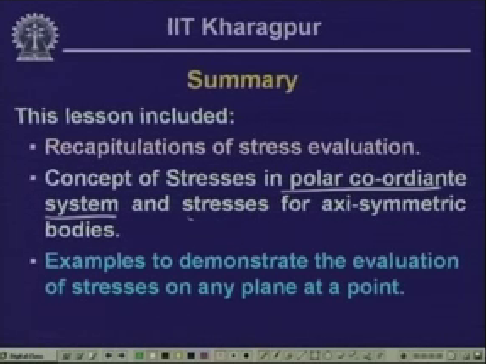 IIT Kharagpur
Summary
This lesson included:
▪ Recapitulations of stress evaluation.
▪ Concept of Stresses in polar co-ordiante
system and stresses for axi-symmetric
bodies.
▪ Examples to demonstrate the evaluation
of stresses on any plane at a point.